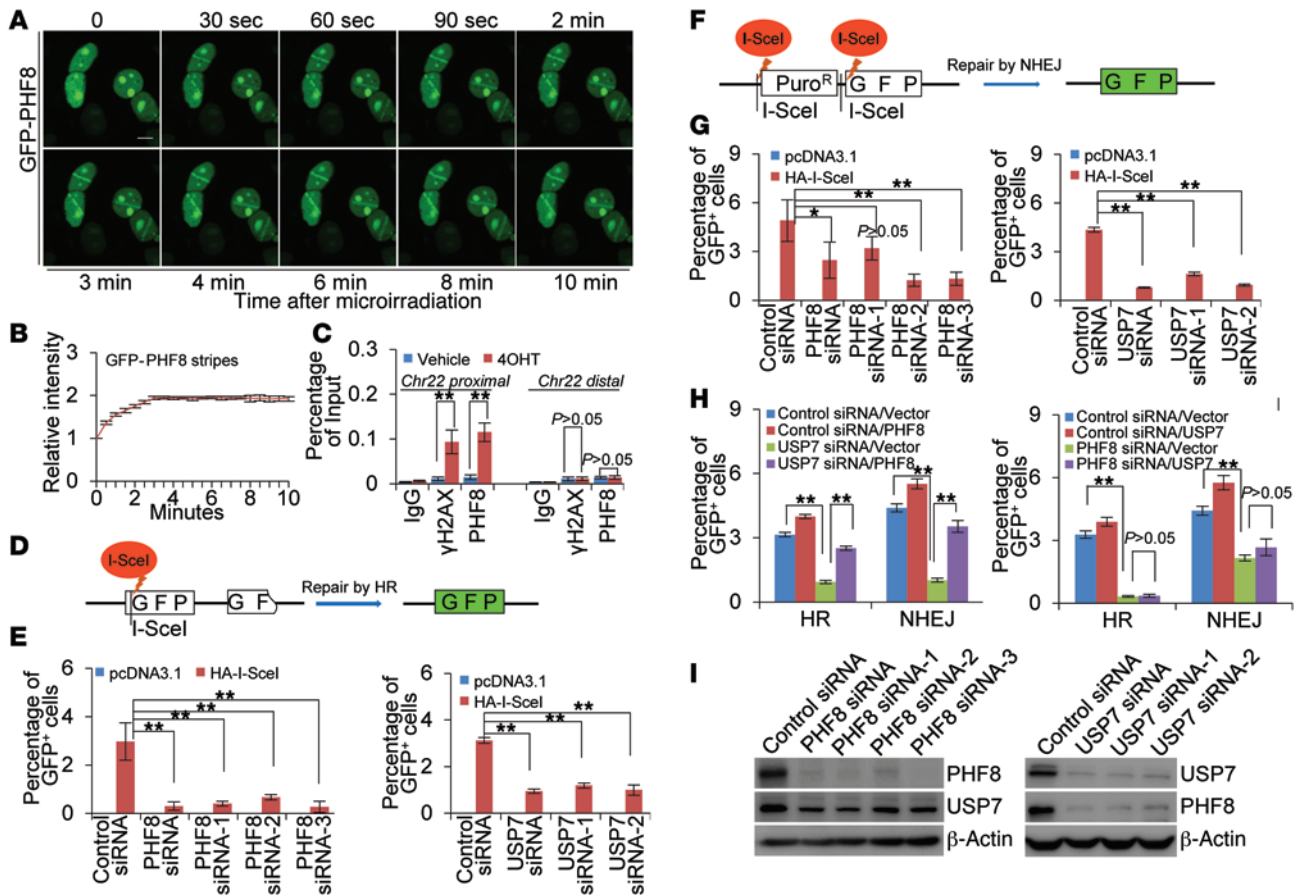 A
0 30 sec 60 sec 90 sec 2 min
GFP-PHF8
3 min 4 min 6 min 8 min 10 min
Time after microirradiation
B
GFP-PHF8 stripes
Relative intensity
3
2
1
0
0 2 4 6 8 10
Minutes
C
Vehicle 4OHT
Chr22 proximal Chr22 distal
Percentage
of Input
0.2
0.1
0
** **
P>0.05
P>0.05
IgG γH2AX PHF8 IgG γH2AX PHF8
D
I-SceI
G F P G F
I-SceI
Repair by HR
G F P
E
Percentage of
GFP+ cells
6
4
2
0
pcDNA3.1
HA-I-SceI
**
**
**
**
Control siRNA
PHF8 siRNA
PHF8 siRNA-1
PHF8 siRNA-2
PHF8 siRNA-3
Percentage of
GFP+ cells
6
4
2
0
pcDNA3.1
HA-I-SceI
**
**
**
Control siRNA
USP7 siRNA
USP7 siRNA-1
USP7 siRNA-2
F
I-SceI I-SceI
PuroR G F P
I-SceI I-SceI
Repair by NHEJ
G F P
G
Percentage of
GFP+ cells
9
6
3
0
pcDNA3.1
HA-I-SceI
**
**
*
P>0.05
Control siRNA
PHF8 siRNA
PHF8 siRNA-1
PHF8 siRNA-2
PHF8 siRNA-3
Percentage of
GFP+ cells
9
6
3
0
pcDNA3.1
HA-I-SceI
**
**
**
Control siRNA
USP7 siRNA
USP7 siRNA-1
USP7 siRNA-2
H
Percentage of
GFP+ cells
9
6
3
0
Control siRNA/Vector
Control siRNA/PHF8
USP7 siRNA/Vector
USP7 siRNA/PHF8
** ** ** **
HR NHEJ
Percentage of
GFP+ cells
9
6
3
0
Control siRNA/Vector
Control siRNA/USP7
PHF8 siRNA/Vector
PHF8 siRNA/USP7
** **
P>0.05
P>0.05
HR NHEJ
I
Control siRNA
PHF8 siRNA
PHF8 siRNA-1
PHF8 siRNA-2
PHF8 siRNA-3
PHF8
USP7
β-Actin
Control siRNA
USP7 siRNA
USP7 siRNA-1
USP7 siRNA-2
USP7
PHF8
β-Actin